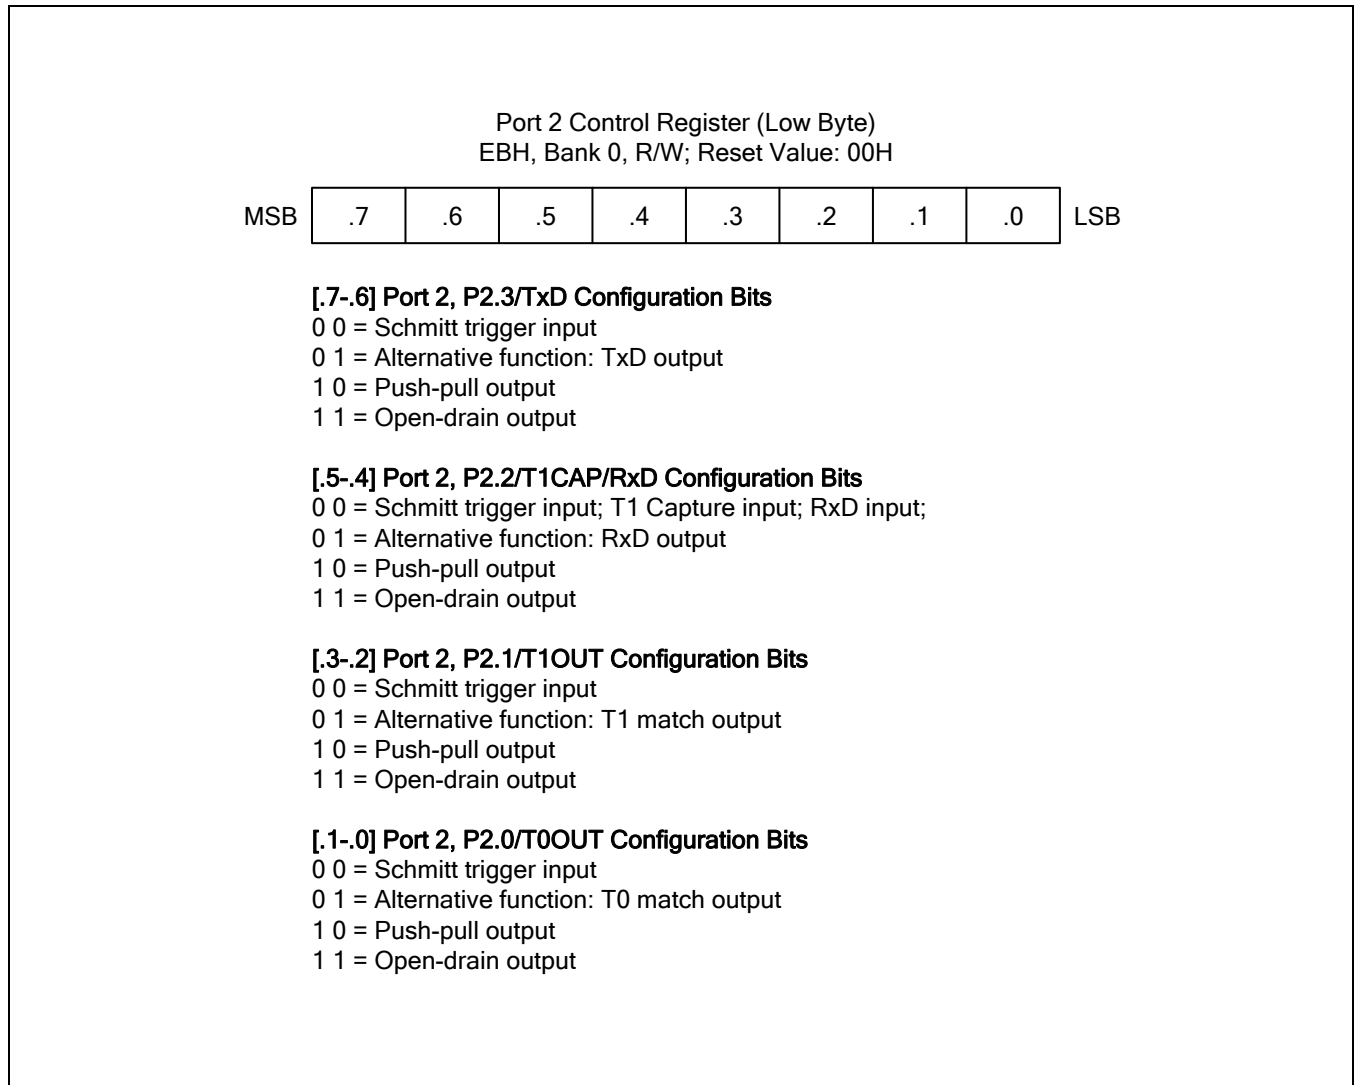 Port 2 Control Register (Low Byte)
EBH, Bank 0, R/W; Reset Value: 00H
MSB .7 .6 .5 .4 .3 .2 .1 .0 LSB
[.7-.6] Port 2, P2.3/TxD Configuration Bits
0 0 = Schmitt trigger input
0 1 = Alternative function: TxD output
1 0 = Push-pull output
1 1 = Open-drain output
[.5-.4] Port 2, P2.2/T1CAP/RxD Configuration Bits
0 0 = Schmitt trigger input; T1 Capture input; RxD input;
0 1 = Alternative function: RxD output
1 0 = Push-pull output
1 1 = Open-drain output
[.3-.2] Port 2, P2.1/T1OUT Configuration Bits
0 0 = Schmitt trigger input
0 1 = Alternative function: T1 match output
1 0 = Push-pull output
1 1 = Open-drain output
[.1-.0] Port 2, P2.0/T0OUT Configuration Bits
0 0 = Schmitt trigger input
0 1 = Alternative function: T0 match output
1 0 = Push-pull output
1 1 = Open-drain output